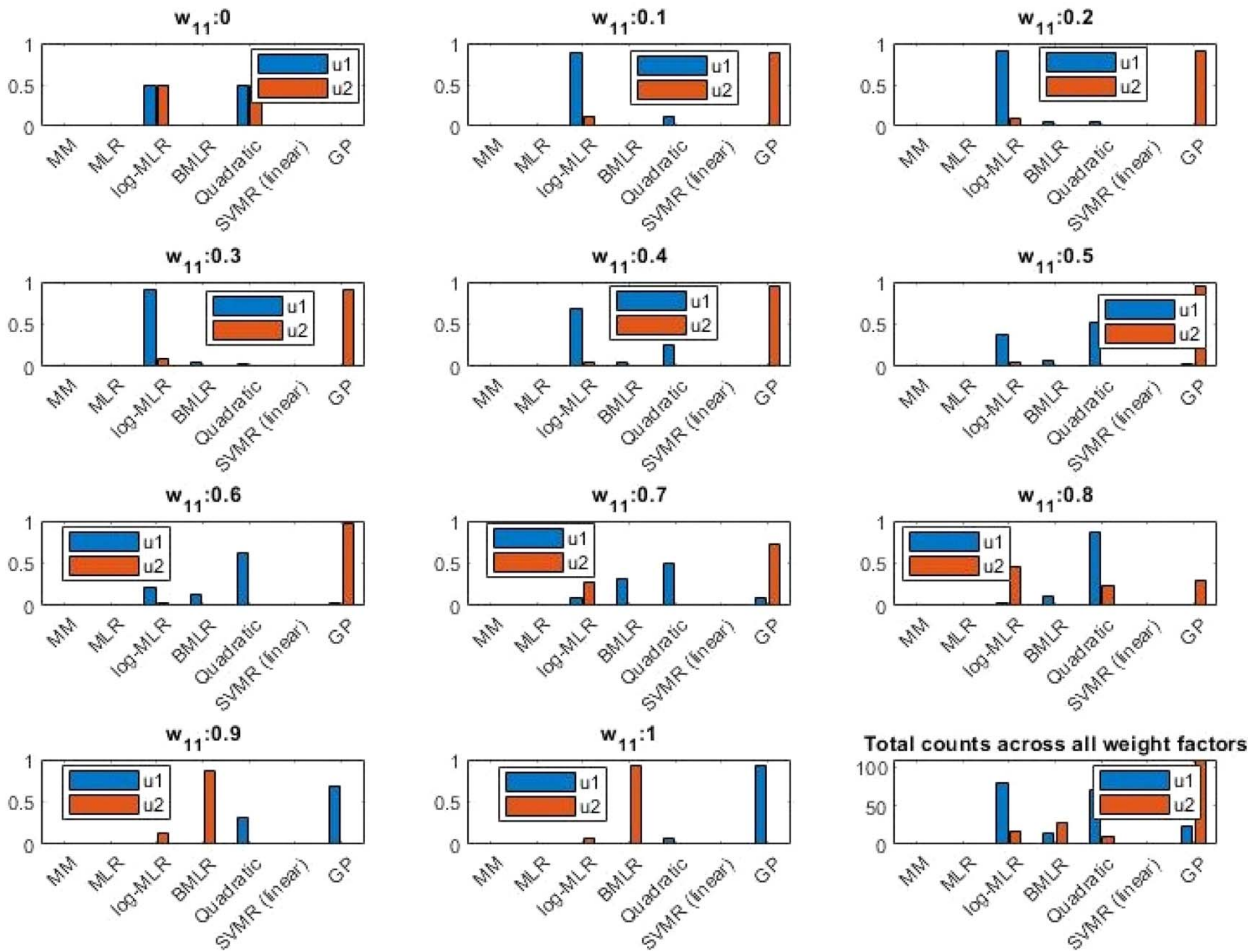 w11:0
1
0.5
0
u1
u2
MM
MLR
log-MLR
BMLR
Quadratic
SVMR (linear)
GP
w11:0.1
1
0.5
0
u1
u2
MM
MLR
log-MLR
BMLR
Quadratic
SVMR (linear)
GP
w11:0.2
1
0.5
0
u1
u2
MM
MLR
log-MLR
BMLR
Quadratic
SVMR (linear)
GP
w11:0.3
1
0.5
0
u1
u2
MM
MLR
log-MLR
BMLR
Quadratic
SVMR (linear)
GP
w11:0.4
1
0.5
0
u1
u2
MM
MLR
log-MLR
BMLR
Quadratic
SVMR (linear)
GP
w11:0.5
1
0.5
0
u1
u2
MM
MLR
log-MLR
BMLR
Quadratic
SVMR (linear)
GP
w11:0.6
1
0.5
0
u1
u2
MM
MLR
log-MLR
BMLR
Quadratic
SVMR (linear)
GP
w11:0.7
1
0.5
0
u1
u2
MM
MLR
log-MLR
BMLR
Quadratic
SVMR (linear)
GP
w11:0.8
1
0.5
0
u1
u2
MM
MLR
log-MLR
BMLR
Quadratic
SVMR (linear)
GP
w11:0.9
1
0.5
0
u1
u2
MM
MLR
log-MLR
BMLR
Quadratic
SVMR (linear)
GP
w11:1
1
0.5
0
u1
u2
MM
MLR
log-MLR
BMLR
Quadratic
SVMR (linear)
GP
Total counts across all weight factors
100
50
0
u1
u2
MM
MLR
log-MLR
BMLR
Quadratic
SVMR (linear)
GP